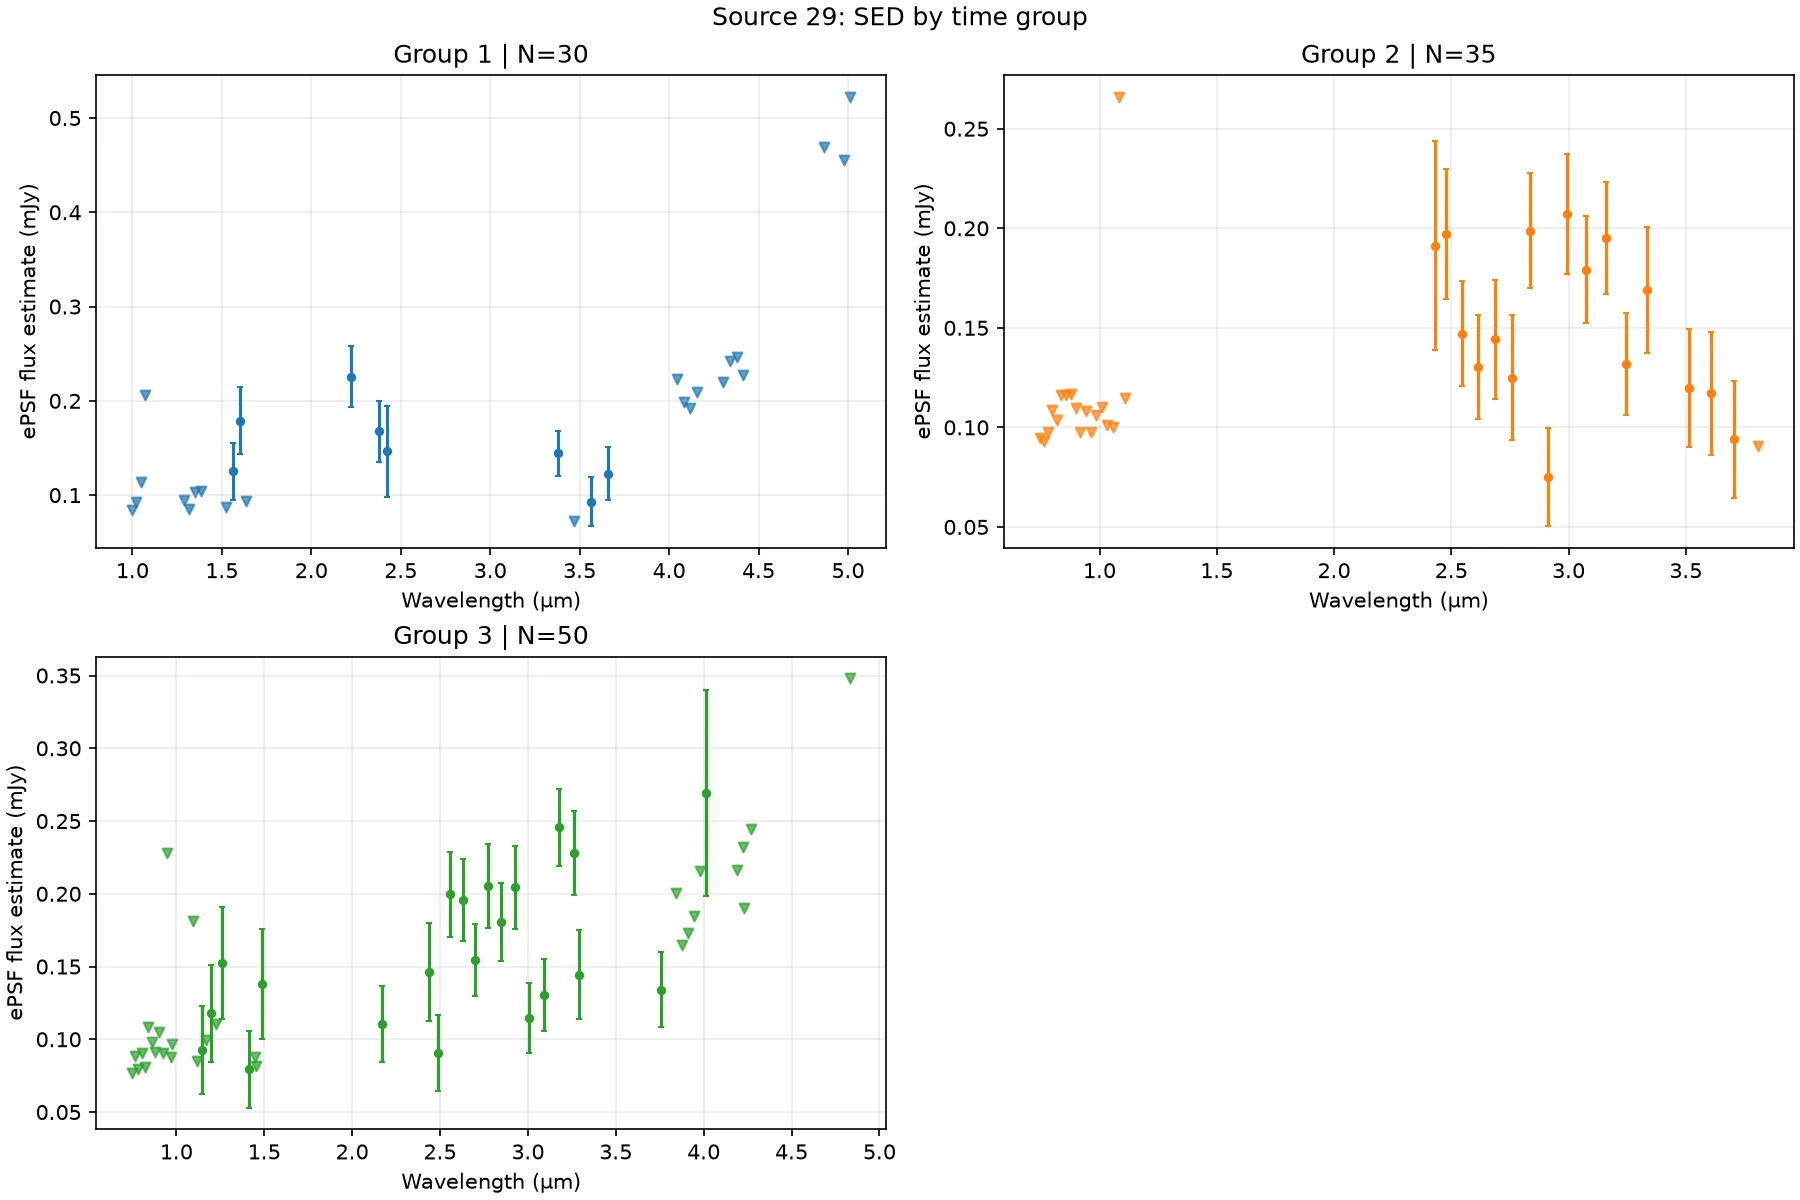 Source 29: SED by time group
Group 1 | N=30
0.5
0.4
0.3
0.2
0.1
ePSF flux estimate (mJy)
1.0 1.5 2.0 2.5 3.0 3.5 4.0 4.5 5.0
Wavelength (µm)
Group 2 | N=35
0.25
0.20
0.15
0.10
0.05
ePSF flux estimate (mJy)
1.0 1.5 2.0 2.5 3.0 3.5
Wavelength (µm)
Group 3 | N=50
0.35
0.30
0.25
0.20
0.15
0.10
0.05
ePSF flux estimate (mJy)
1.0 1.5 2.0 2.5 3.0 3.5 4.0 4.5 5.0
Wavelength (µm)